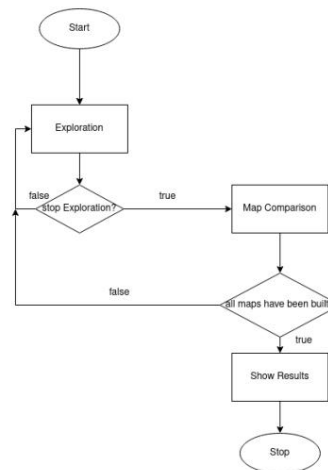 Start
Exploration
false
stop Exploration?
true
Map Comparison
false
all maps have been built
true
Show Results
Stop